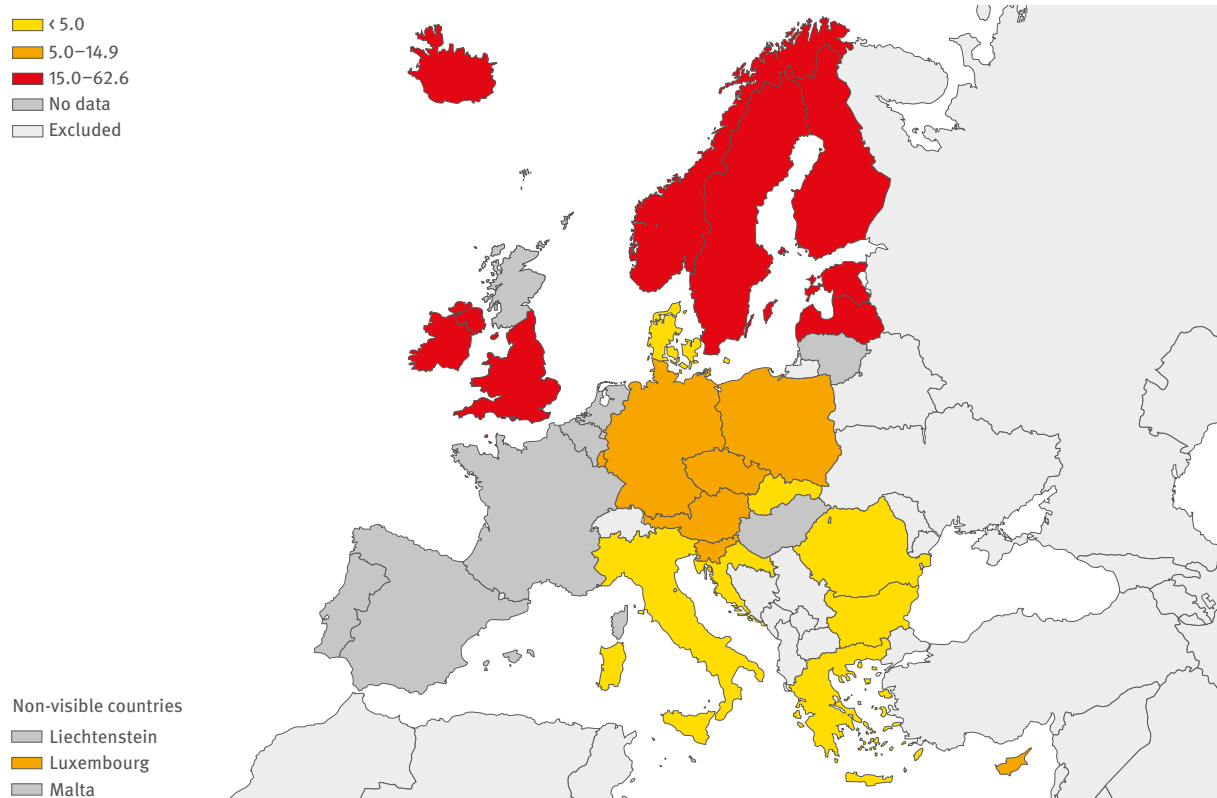 < 5.0
5.0–14.9
15.0–62.6
No data
Excluded
Non-visible countries
Liechtenstein
Luxembourg
Malta